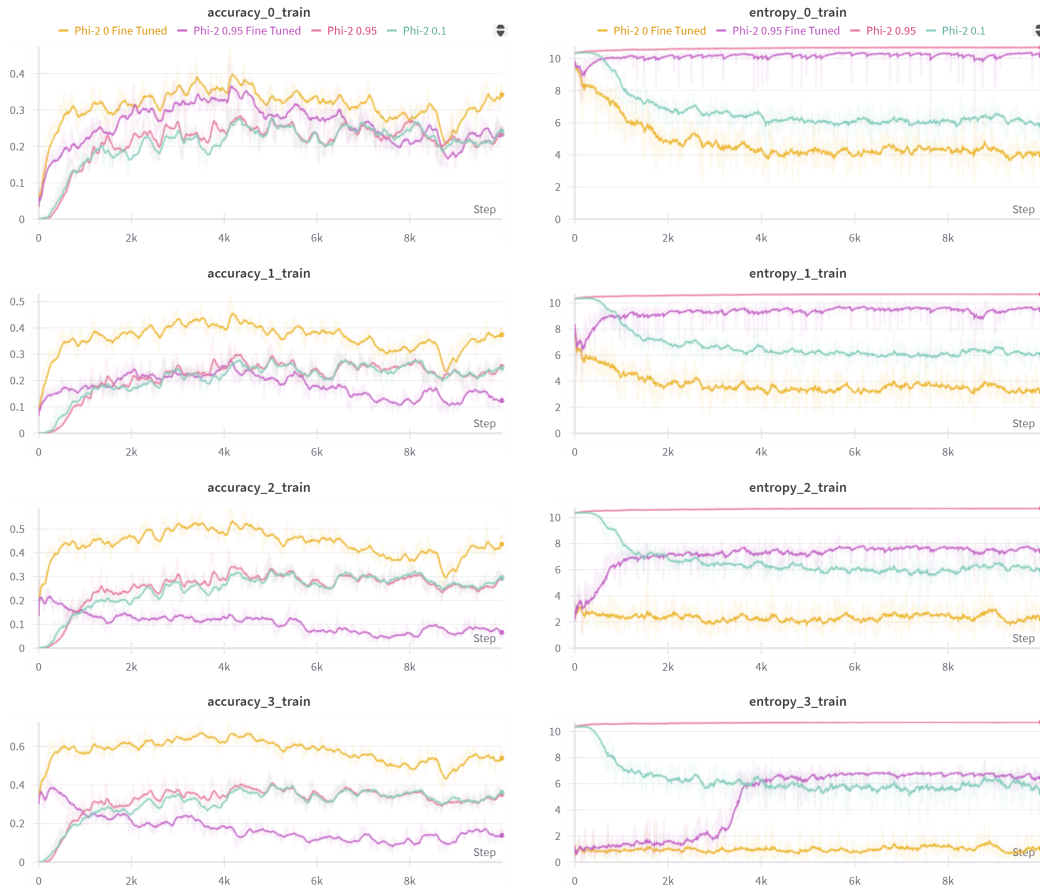 accuracy_0_train
Phi-2 0 Fine Tuned Phi-2 0.95 Fine Tuned Phi-2 0.95 Phi-2 0.1
0.4
0.3
0.2
0.1
0
Step
0 2k 4k 6k 8k
entropy_0_train
Phi-2 0 Fine Tuned Phi-2 0.95 Fine Tuned Phi-2 0.95 Phi-2 0.1
10
8
6
4
2
0
Step
0 2k 4k 6k 8k
accuracy_1_train
0.5
0.4
0.3
0.2
0.1
0
Step
0 2k 4k 6k 8k
entropy_1_train
10
8
6
4
2
0
Step
0 2k 4k 6k 8k
accuracy_2_train
0.5
0.4
0.3
0.2
0.1
0
Step
0 2k 4k 6k 8k
entropy_2_train
10
8
6
4
2
0
Step
0 2k 4k 6k 8k
accuracy_3_train
0.6
0.4
0.2
0
Step
0 2k 4k 6k 8k
entropy_3_train
10
8
6
4
2
0
Step
0 2k 4k 6k 8k